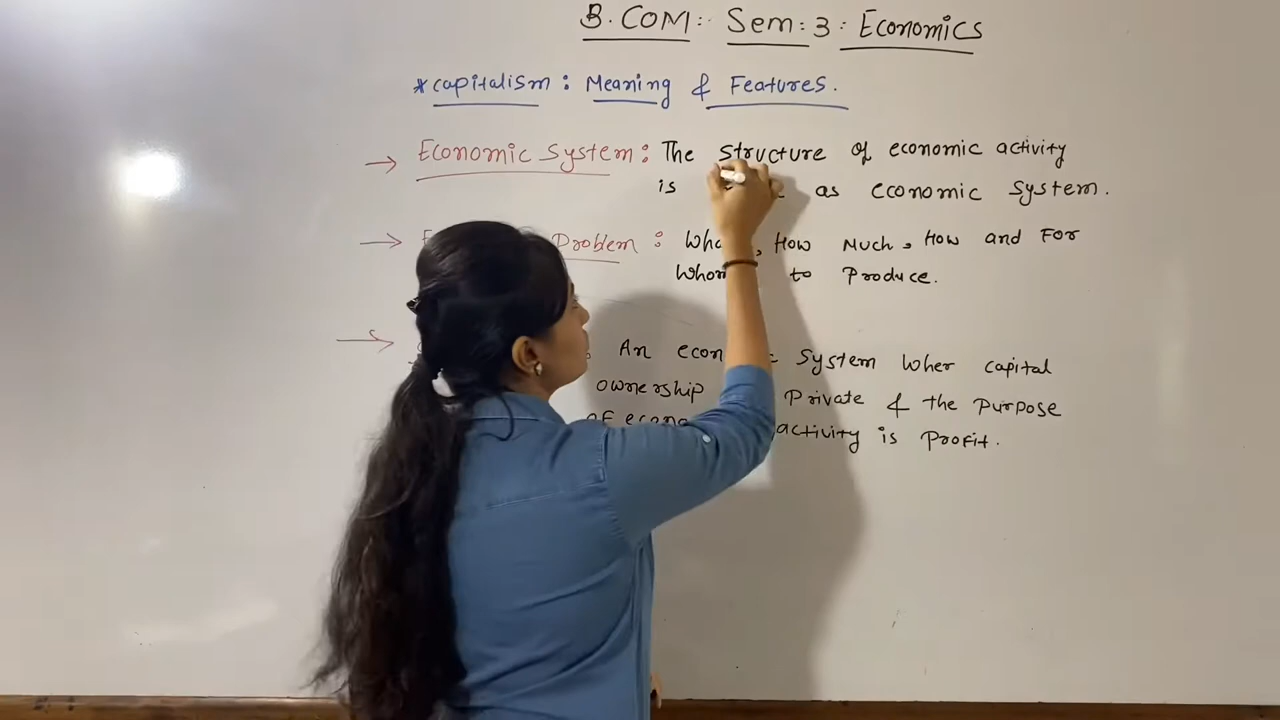 B. COM: Sem: 3: Economics
*capitalism: Meaning & Features.
→ Economic System: The structure of economic activity
is as economic system.
→ Problem: How Much, How and For
Whom to Produce.
→ An system wher capital
ownership Private & the purpose
of activity is profit.